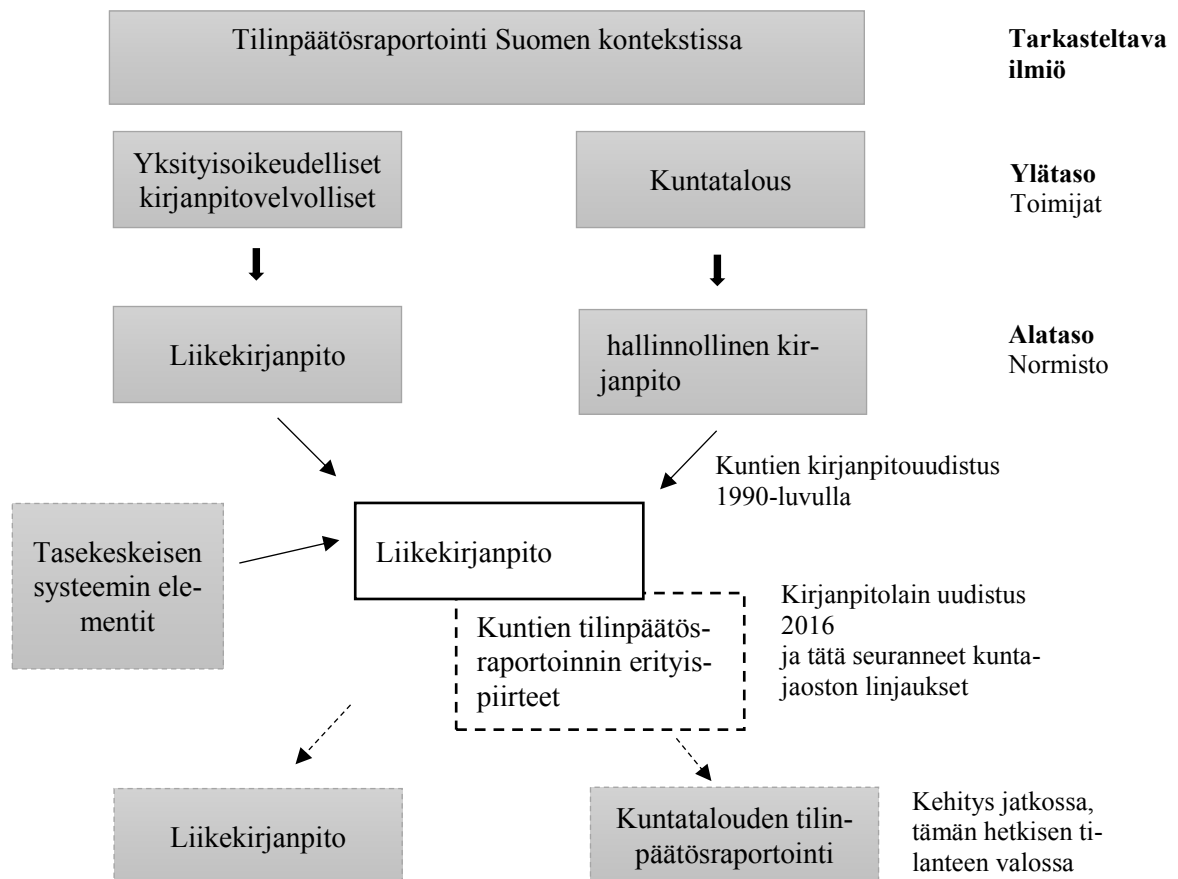 Tilinpäätösraportointi Suomen kontekstissa
Tarkasteltava
ilmiö
Yksityisoikeudelliset
kirjanpitovelvolliset
Kuntatalous
Ylätaso
Toimijat
Liikekirjanpito
hallinnollinen kir-
janpito
Alataso
Normisto
Kuntien kirjanpitouudistus
1990-luvulla
Tasekeskeisen
systeemin ele-
mentit
Liikekirjanpito
Kuntien tilinpäätös-
raportoinnin erityis-
piirteet
Kirjanpitolain uudistus
2016
ja tätä seuranneet kunta-
jaoston linjaukset
Liikekirjanpito
Kuntatalouden tilin-
päätösraportointi
Kehitys jatkossa,
tämän hetkisen ti-
lanteen valossa